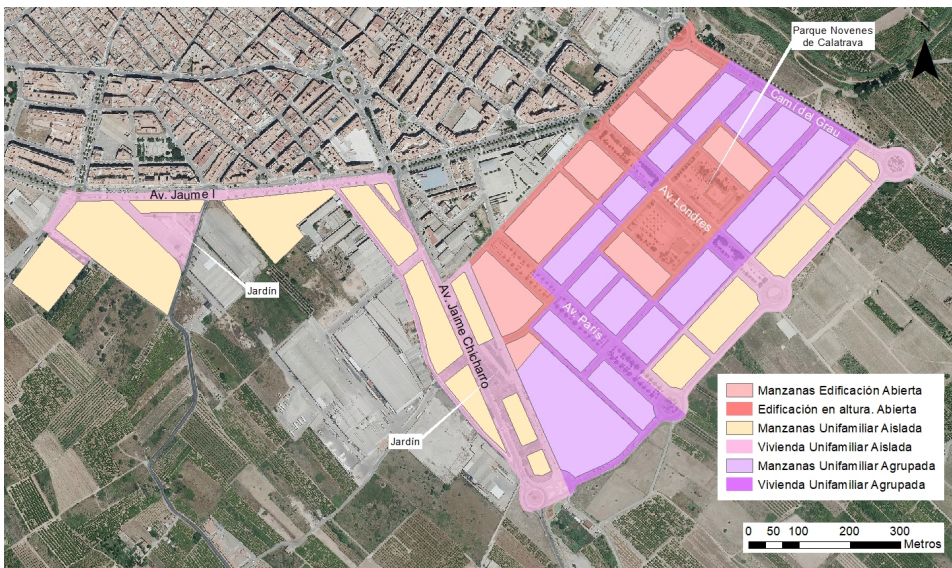 Parque Novenes
de Calatrava
N
Camí del Grau
Av. Jaume I
Av. Londres
Jardín
Av. París
Av. Jaime Chicharro
Jardín
Manzanas Edificación Abierta
Edificación en altura. Abierta
Manzanas Unifamiliar Aislada
Vivienda Unifamiliar Aislada
Manzanas Unifamiliar Agrupada
Vivienda Unifamiliar Agrupada
0 50 100 200 300
Metros